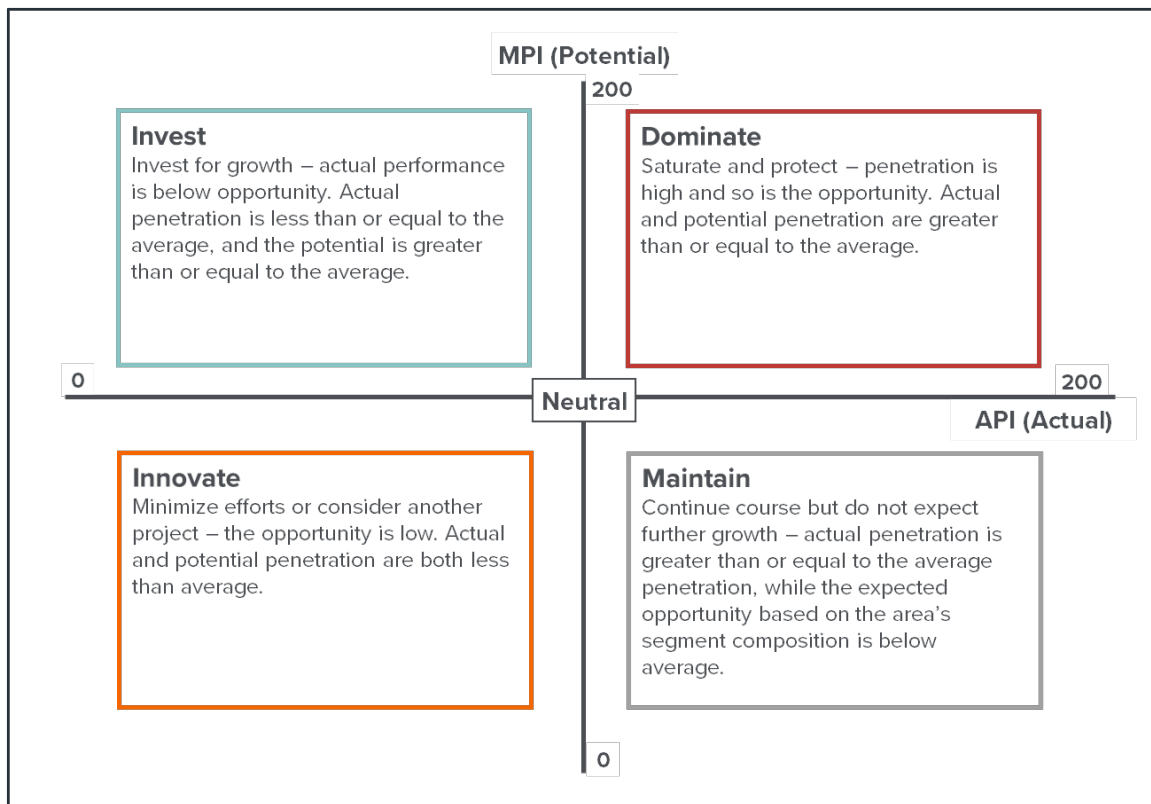 MPI (Potential)
200
Invest
Invest for growth – actual performance
is below opportunity. Actual
penetration is less than or equal to the
average, and the potential is greater
than or equal to the average.
Dominate
Saturate and protect – penetration is
high and so is the opportunity. Actual
and potential penetration are greater
than or equal to the average.
0
200
Neutral
API (Actual)
Innovate
Minimize efforts or consider another
project – the opportunity is low. Actual
and potential penetration are both less
than average.
Maintain
Continue course but do not expect
further growth – actual penetration is
greater than or equal to the average
penetration, while the expected
opportunity based on the area’s
segment composition is below
average.
0